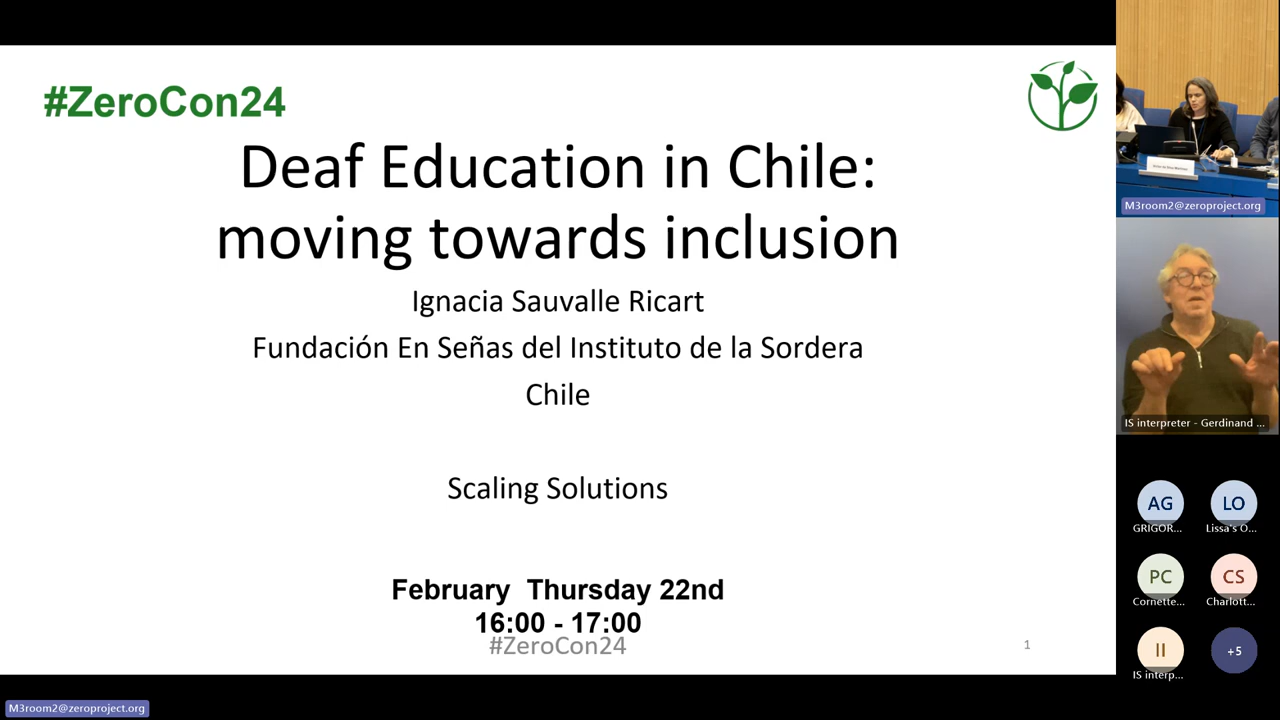 #ZeroCon24
Deaf Education in Chile:
moving towards inclusion
Ignacia Sauvalle Ricart
Fundación En Señas del Instituto de la Sordera
Chile
Scaling Solutions
February Thursday 22nd
16:00 - 17:00
#ZeroCon24
1
M3room2@zeroproject.org
IS interpreter - Gerdinand ...
AG
GRIGOR...
LO
Lissa's O...
PC
Cornette...
CS
Charlott...
II
IS interp...
+5
M3room2@zeroproject.org